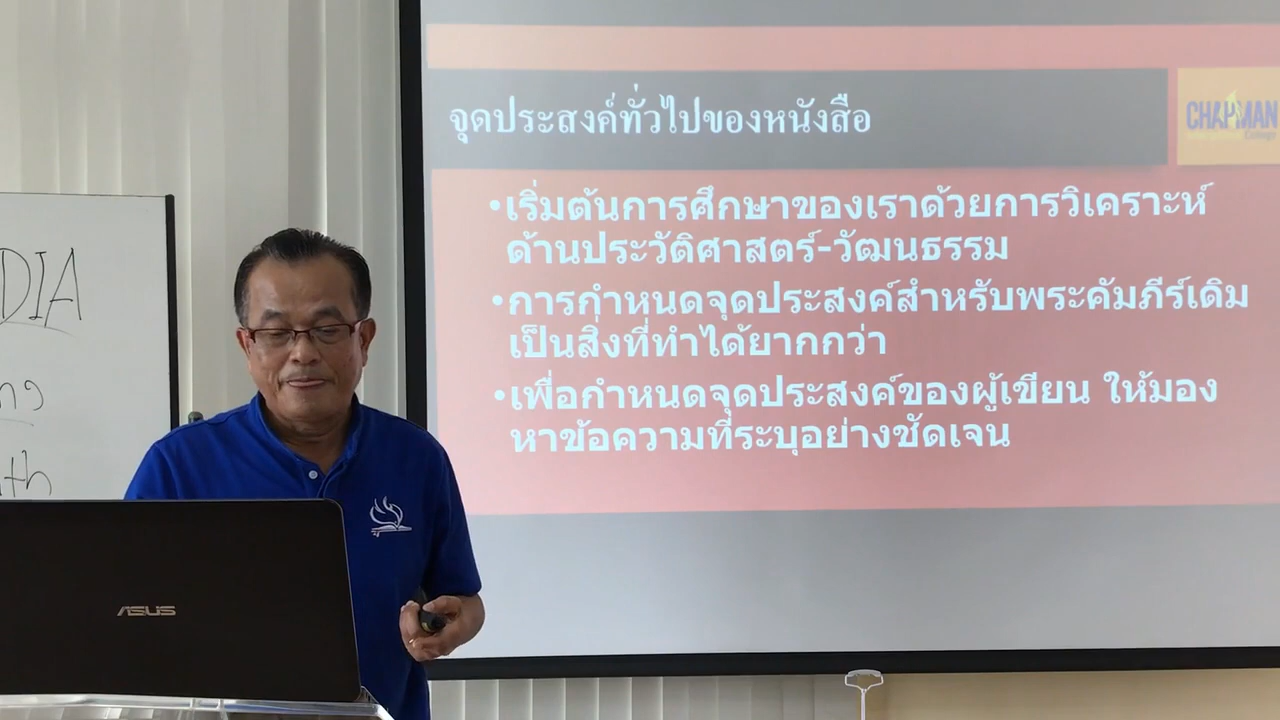 จุดประสงค์ทั่วไปของหนังสือ
CHAPMAN
College
•เริ่มต้นการศึกษาของเราด้วยการวิเคราะห์
ด้านประวัติศาสตร์-วัฒนธรรม
•การกำหนดจุดประสงค์สำหรับพระคัมภีร์เดิม
เป็นสิ่งที่ทำได้ยากกว่า
•เพื่อกำหนดจุดประสงค์ของผู้เขียน ให้มอง
หาข้อความที่ระบุอย่างชัดเจน
DIA
ng
th
ASUS